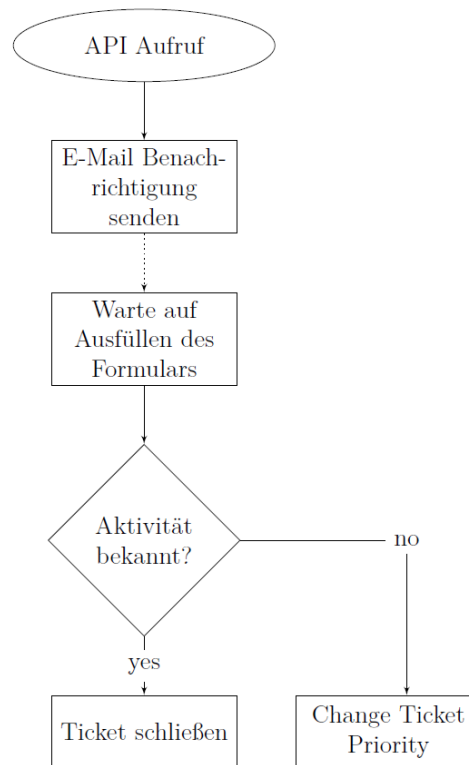 API Aufruf
E-Mail Benach-
richtigung
senden
Warte auf
Ausfüllen des
Formulars
Aktivität
bekannt?
no
yes
Ticket schließen
Change Ticket
Priority